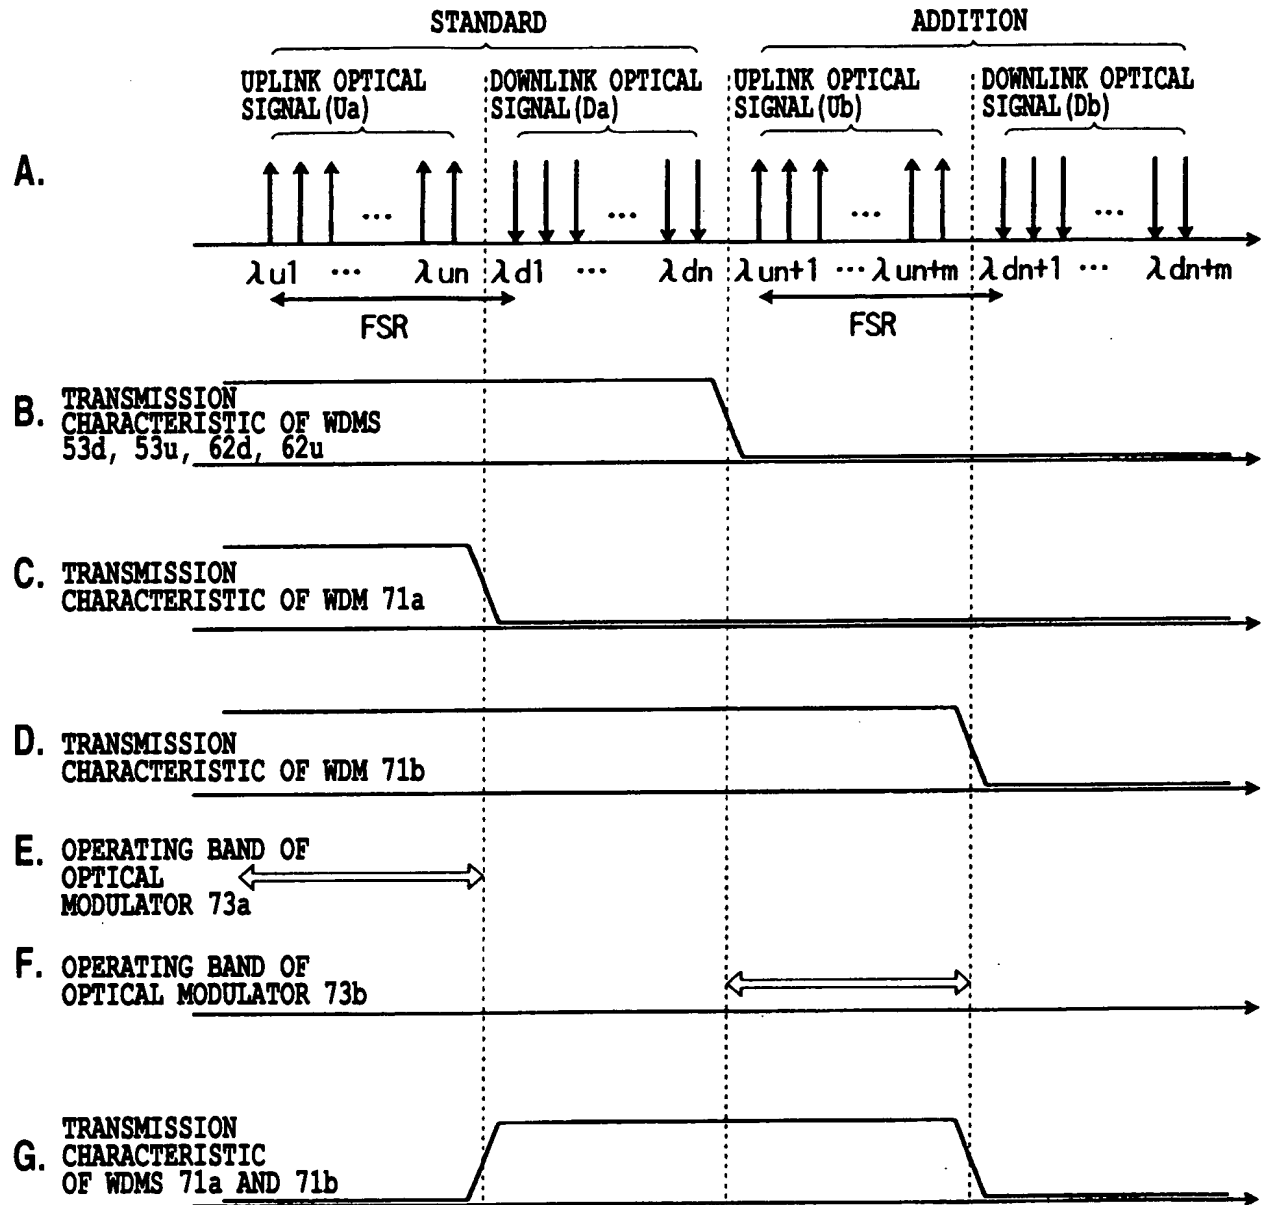 STANDARD
ADDITION
UPLINK OPTICAL
SIGNAL(Ua)
DOWNLINK OPTICAL
SIGNAL(Da)
UPLINK OPTICAL
SIGNAL(Ub)
DOWNLINK OPTICAL
SIGNAL(Db)
A.
... ... ... ...
λu1 ... λun λd1 ... λdn λun+1 ... λun+m λdn+1 ... λdn+m
FSR
FSR
B. TRANSMISSION
CHARACTERISTIC OF WDMS
53d, 53u, 62d, 62u
C. TRANSMISSION
CHARACTERISTIC OF WDM 71a
D. TRANSMISSION
CHARACTERISTIC OF WDM 71b
E. OPERATING BAND OF
OPTICAL
MODULATOR 73a
F. OPERATING BAND OF
OPTICAL MODULATOR 73b
G. TRANSMISSION
CHARACTERISTIC
OF WDMS 71a AND 71b